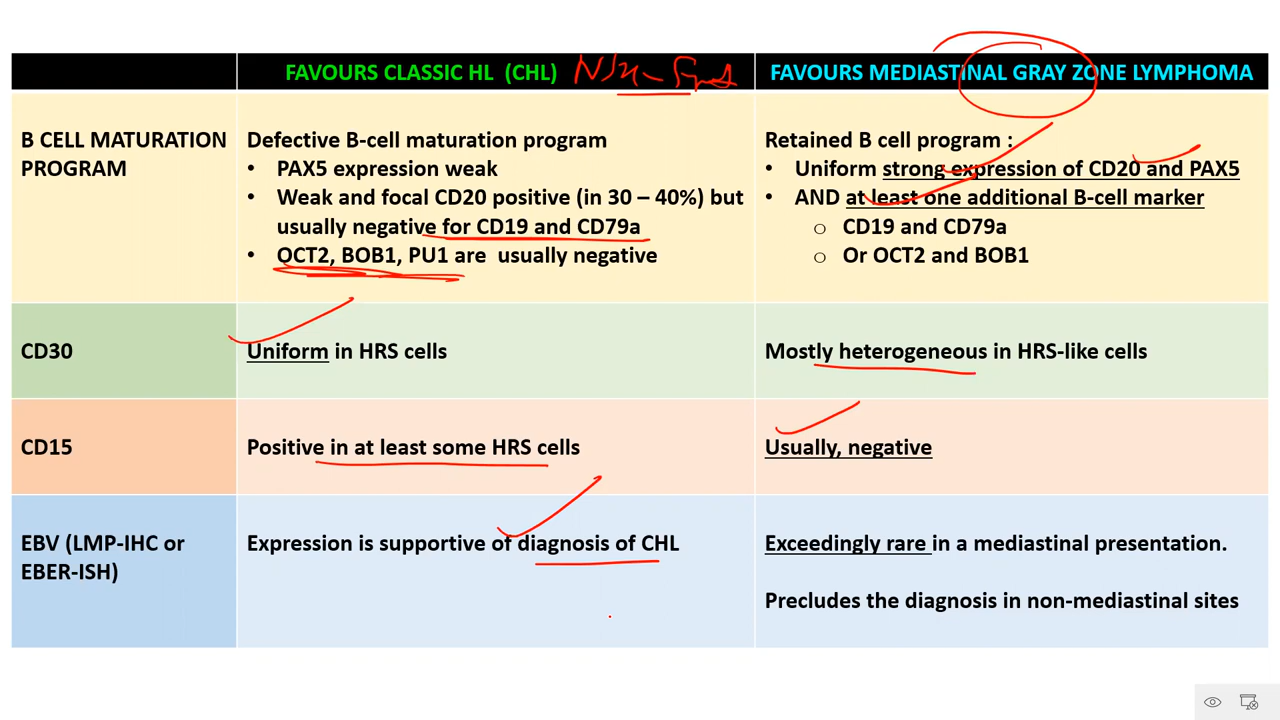 FAVOURS CLASSIC HL (CHL)
FAVOURS MEDIASTINAL GRAY ZONE LYMPHOMA
B CELL MATURATION
PROGRAM
Defective B-cell maturation program
• PAX5 expression weak
• Weak and focal CD20 positive (in 30 – 40%) but
usually negative for CD19 and CD79a
• OCT2, BOB1, PU1 are usually negative
Retained B cell program :
• Uniform strong expression of CD20 and PAX5
• AND at least one additional B-cell marker
o CD19 and CD79a
o Or OCT2 and BOB1
CD30
Uniform in HRS cells
Mostly heterogeneous in HRS-like cells
CD15
Positive in at least some HRS cells
Usually, negative
EBV (LMP-IHC or
EBER-ISH)
Expression is supportive of diagnosis of CHL
Exceedingly rare in a mediastinal presentation.
Precludes the diagnosis in non-mediastinal sites